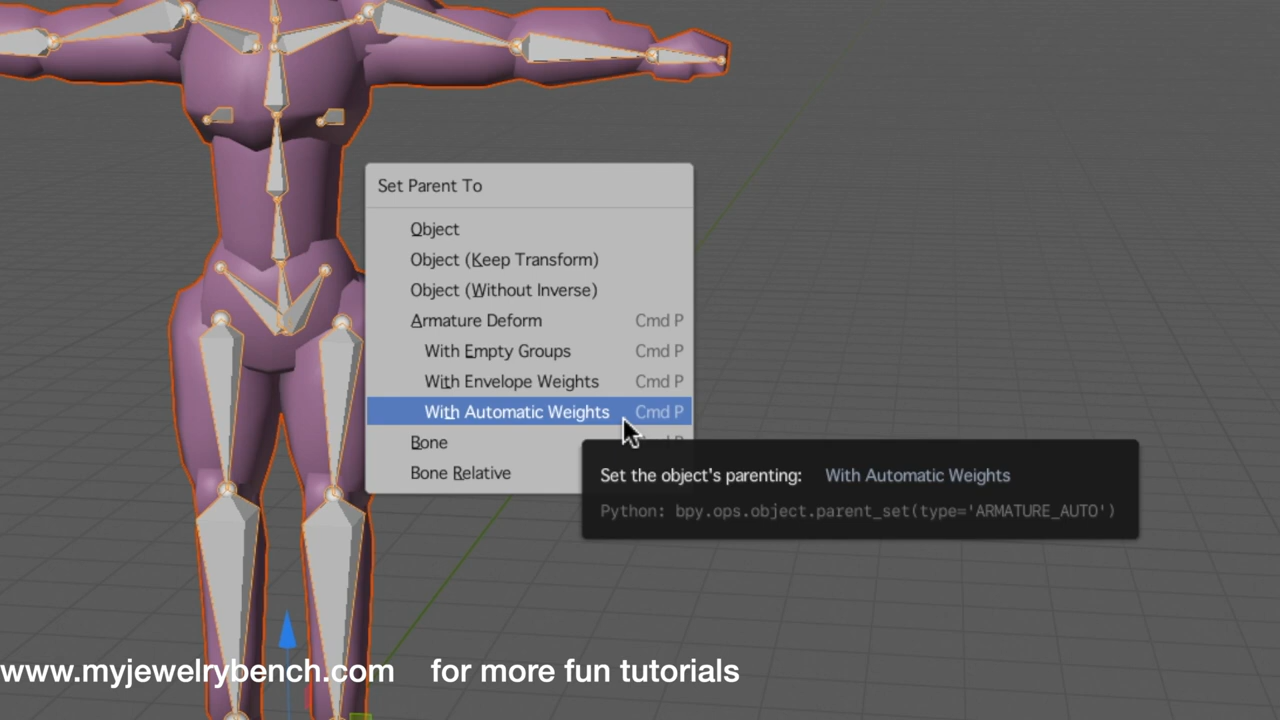 Set Parent To
Object
Object (Keep Transform)
Object (Without Inverse)
Armature Deform Cmd P
With Empty Groups Cmd P
With Envelope Weights Cmd P
With Automatic Weights Cmd P
Bone
Bone Relative
Set the object's parenting: With Automatic Weights
Python: bpy.ops.object.parent_set(type='ARMATURE_AUTO')
www.myjewelrybench.com for more fun tutorials